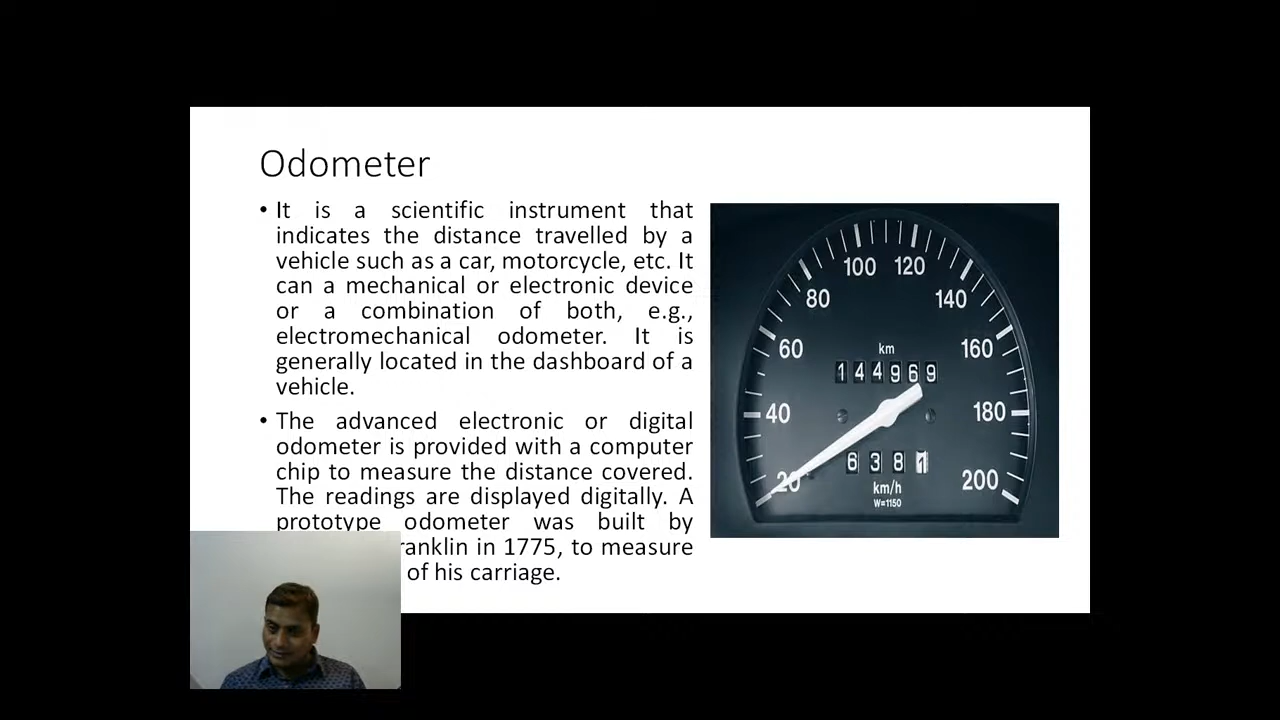 Odometer
• It is a scientific instrument that
indicates the distance travelled by a
vehicle such as a car, motorcycle, etc. It
can a mechanical or electronic device
or a combination of both, e.g.,
electromechanical odometer. It is
generally located in the dashboard of a
vehicle.
• The advanced electronic or digital
odometer is provided with a computer
chip to measure the distance covered.
The readings are displayed digitally. A
prototype odometer was built by
ranklin in 1775, to measure
of his carriage.
100 120
80 140
60 160
km
144969
40 180
6381
20 200
km/h
W=1150